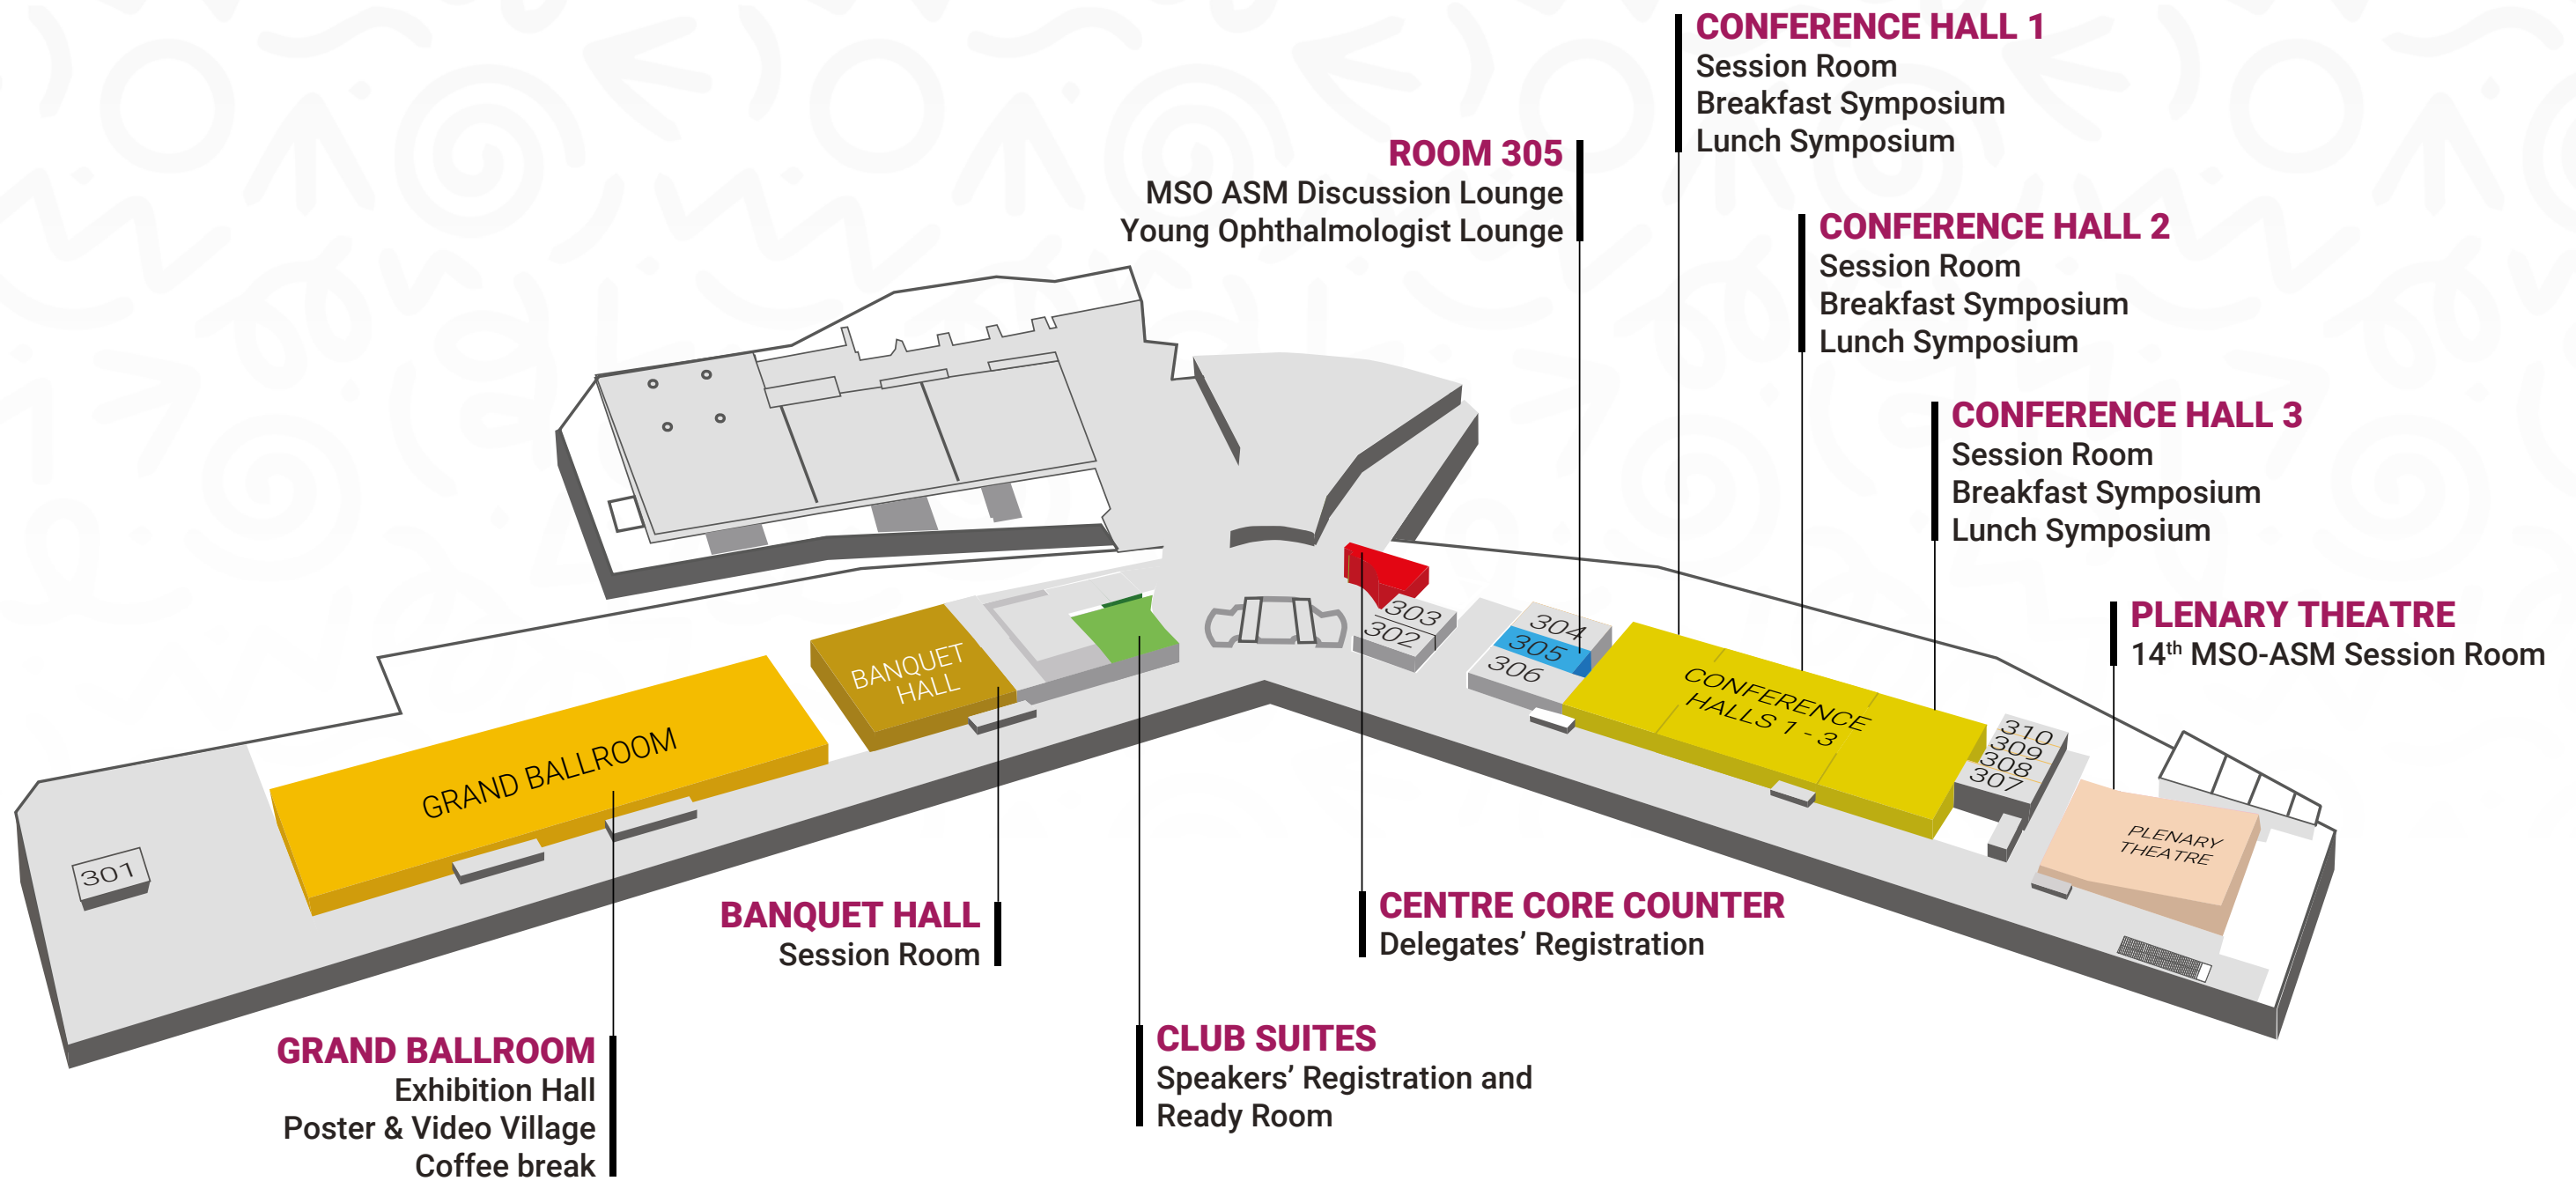 CONFERENCE HALL 1
Session Room
Breakfast Symposium
Lunch Symposium
ROOM 305
MSO ASM Discussion Lounge
Young Ophthalmologist Lounge
CONFERENCE HALL 2
Session Room
Breakfast Symposium
Lunch Symposium
CONFERENCE HALL 3
Session Room
Breakfast Symposium
Lunch Symposium
PLENARY THEATRE
14th MSO-ASM Session Room
303
302
304
305
306
CONFERENCE
HALLS 1 - 3
310
309
308
307
PLENARY
THEATRE
BANQUET
HALL
GRAND BALLROOM
301
BANQUET HALL
Session Room
CENTRE CORE COUNTER
Delegates’ Registration
GRAND BALLROOM
Exhibition Hall
Poster & Video Village
Coffee break
CLUB SUITES
Speakers’ Registration and
Ready Room